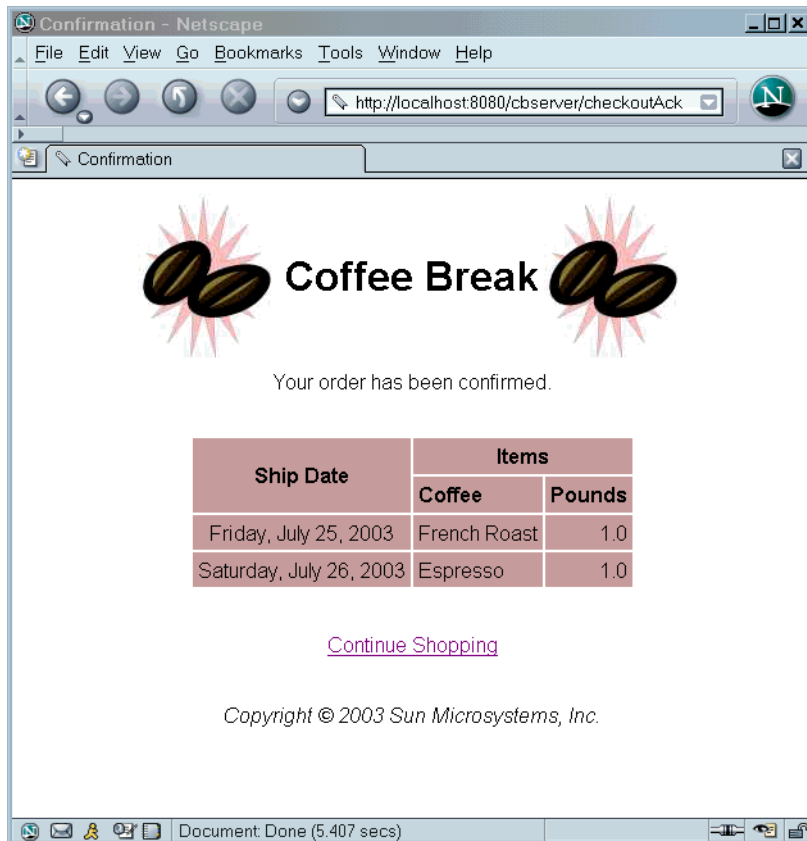 Confirmation - Netscape
File Edit View Go Bookmarks Tools Window Help
http://localhost:8080/cbserver/checkoutAck
N
Confirmation
Coffee Break
Your order has been confirmed.
Ship Date
Items
Coffee Pounds
Friday, July 25, 2003 French Roast 1.0
Saturday, July 26, 2003 Espresso 1.0
Continue Shopping
Copyright © 2003 Sun Microsystems, Inc.
Document: Done (5.407 secs)